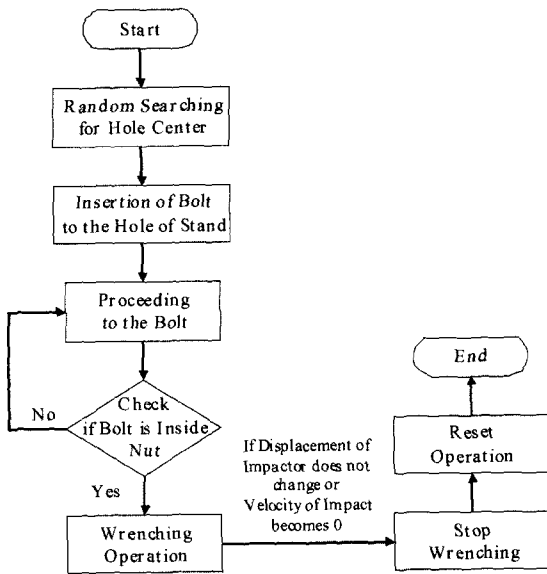 Start
Random Searching
for Hole Center
Insertion of Bolt
to the Hole of Stand
Proceeding
to the Bolt
Check
if Bolt is Inside
Nut
No
Yes
Wrenching
Operation
If Displacement of
Impactor does not
change or
Velocity of Impact
becomes 0
Stop
Wrenching
Reset
Operation
End